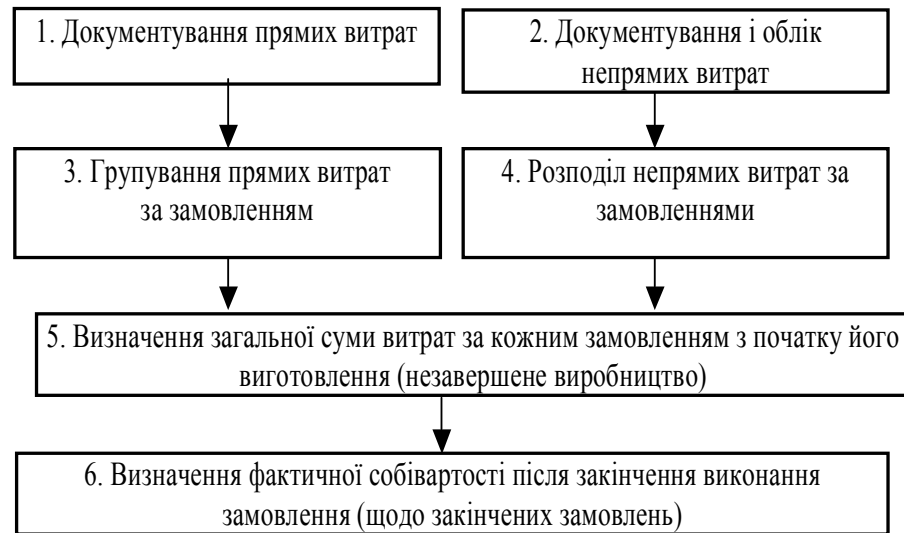 1. Документування прямих витрат
2. Документування і облік
непрямих витрат
3. Групування прямих витрат
за замовленням
4. Розподіл непрямих витрат за
замовленнями
5. Визначення загальної суми витрат за кожним замовленням з початку його
виготовлення (незавершене виробництво)
6. Визначення фактичної собівартості після закінчення виконання
замовлення (щодо закінчених замовлень)